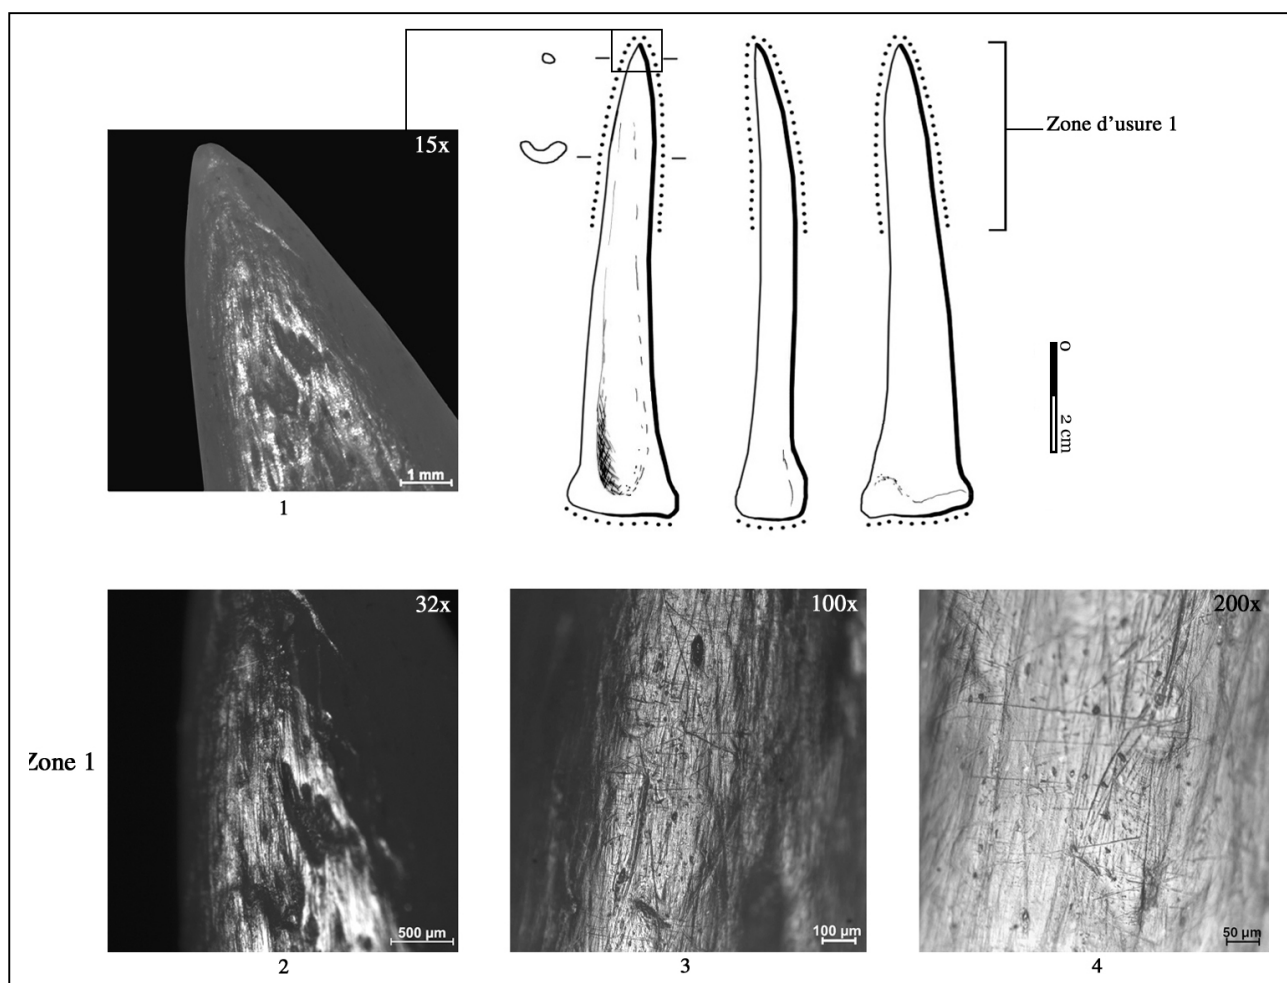 Zone d'usure 1
15x
1 mm
1
0
2 cm
32x
100x
200x
Zone 1
500 µm
100 µm
50 µm
2
3
4